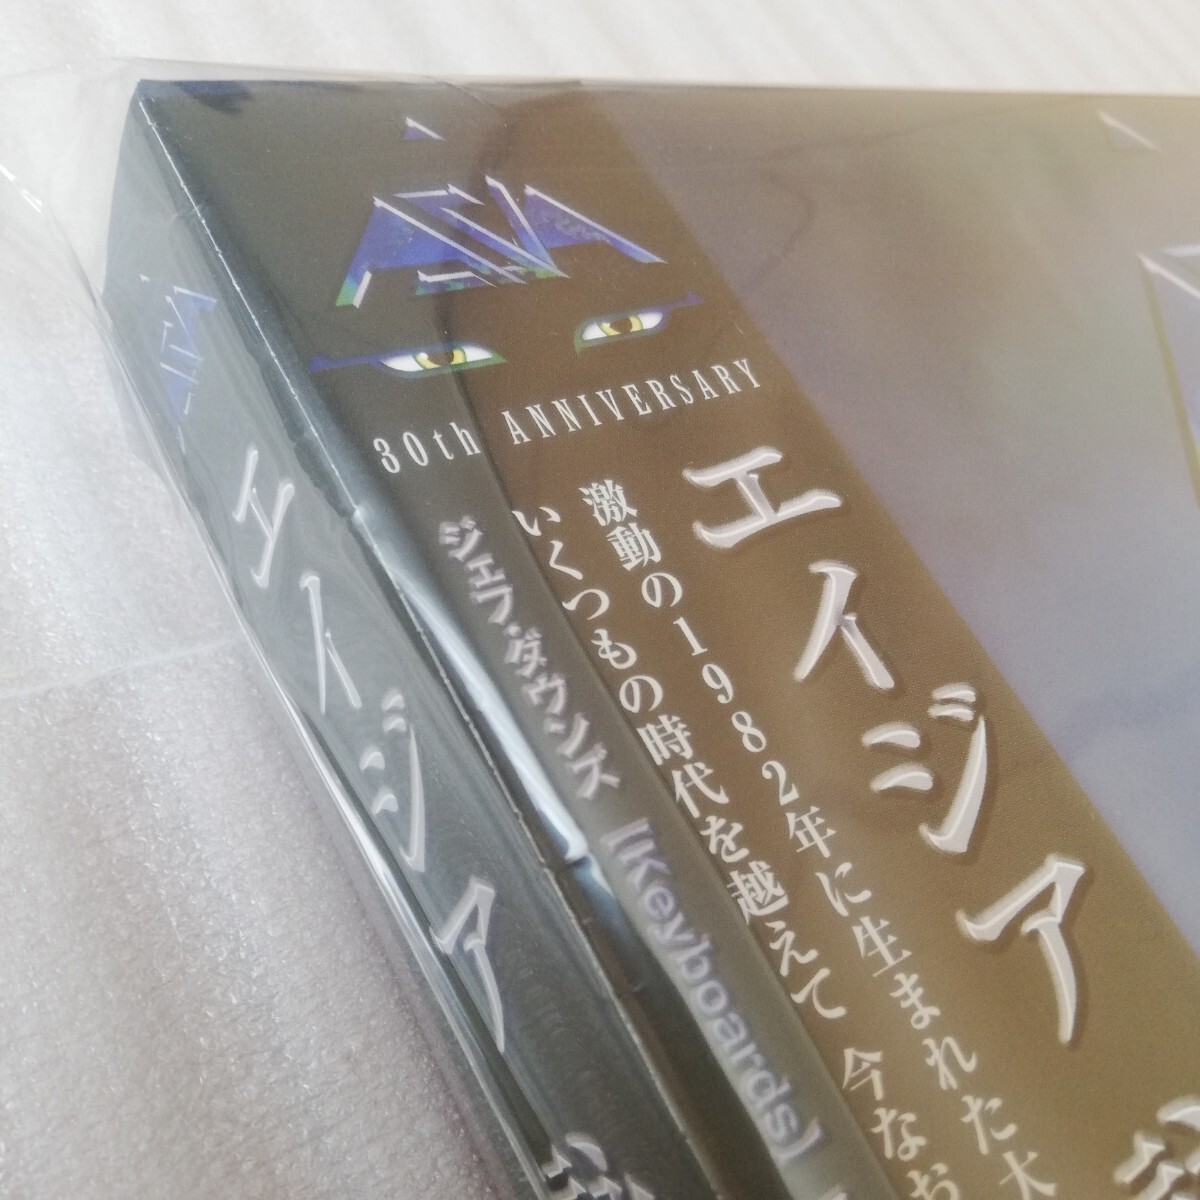 ASIA
30th ANNIVERSARY
エイジア
激動の1982年に生まれた大
いくつもの時代を越えて 今なお
ジェフ・ダウンズ【Keyboards】
ASIA
エイジア